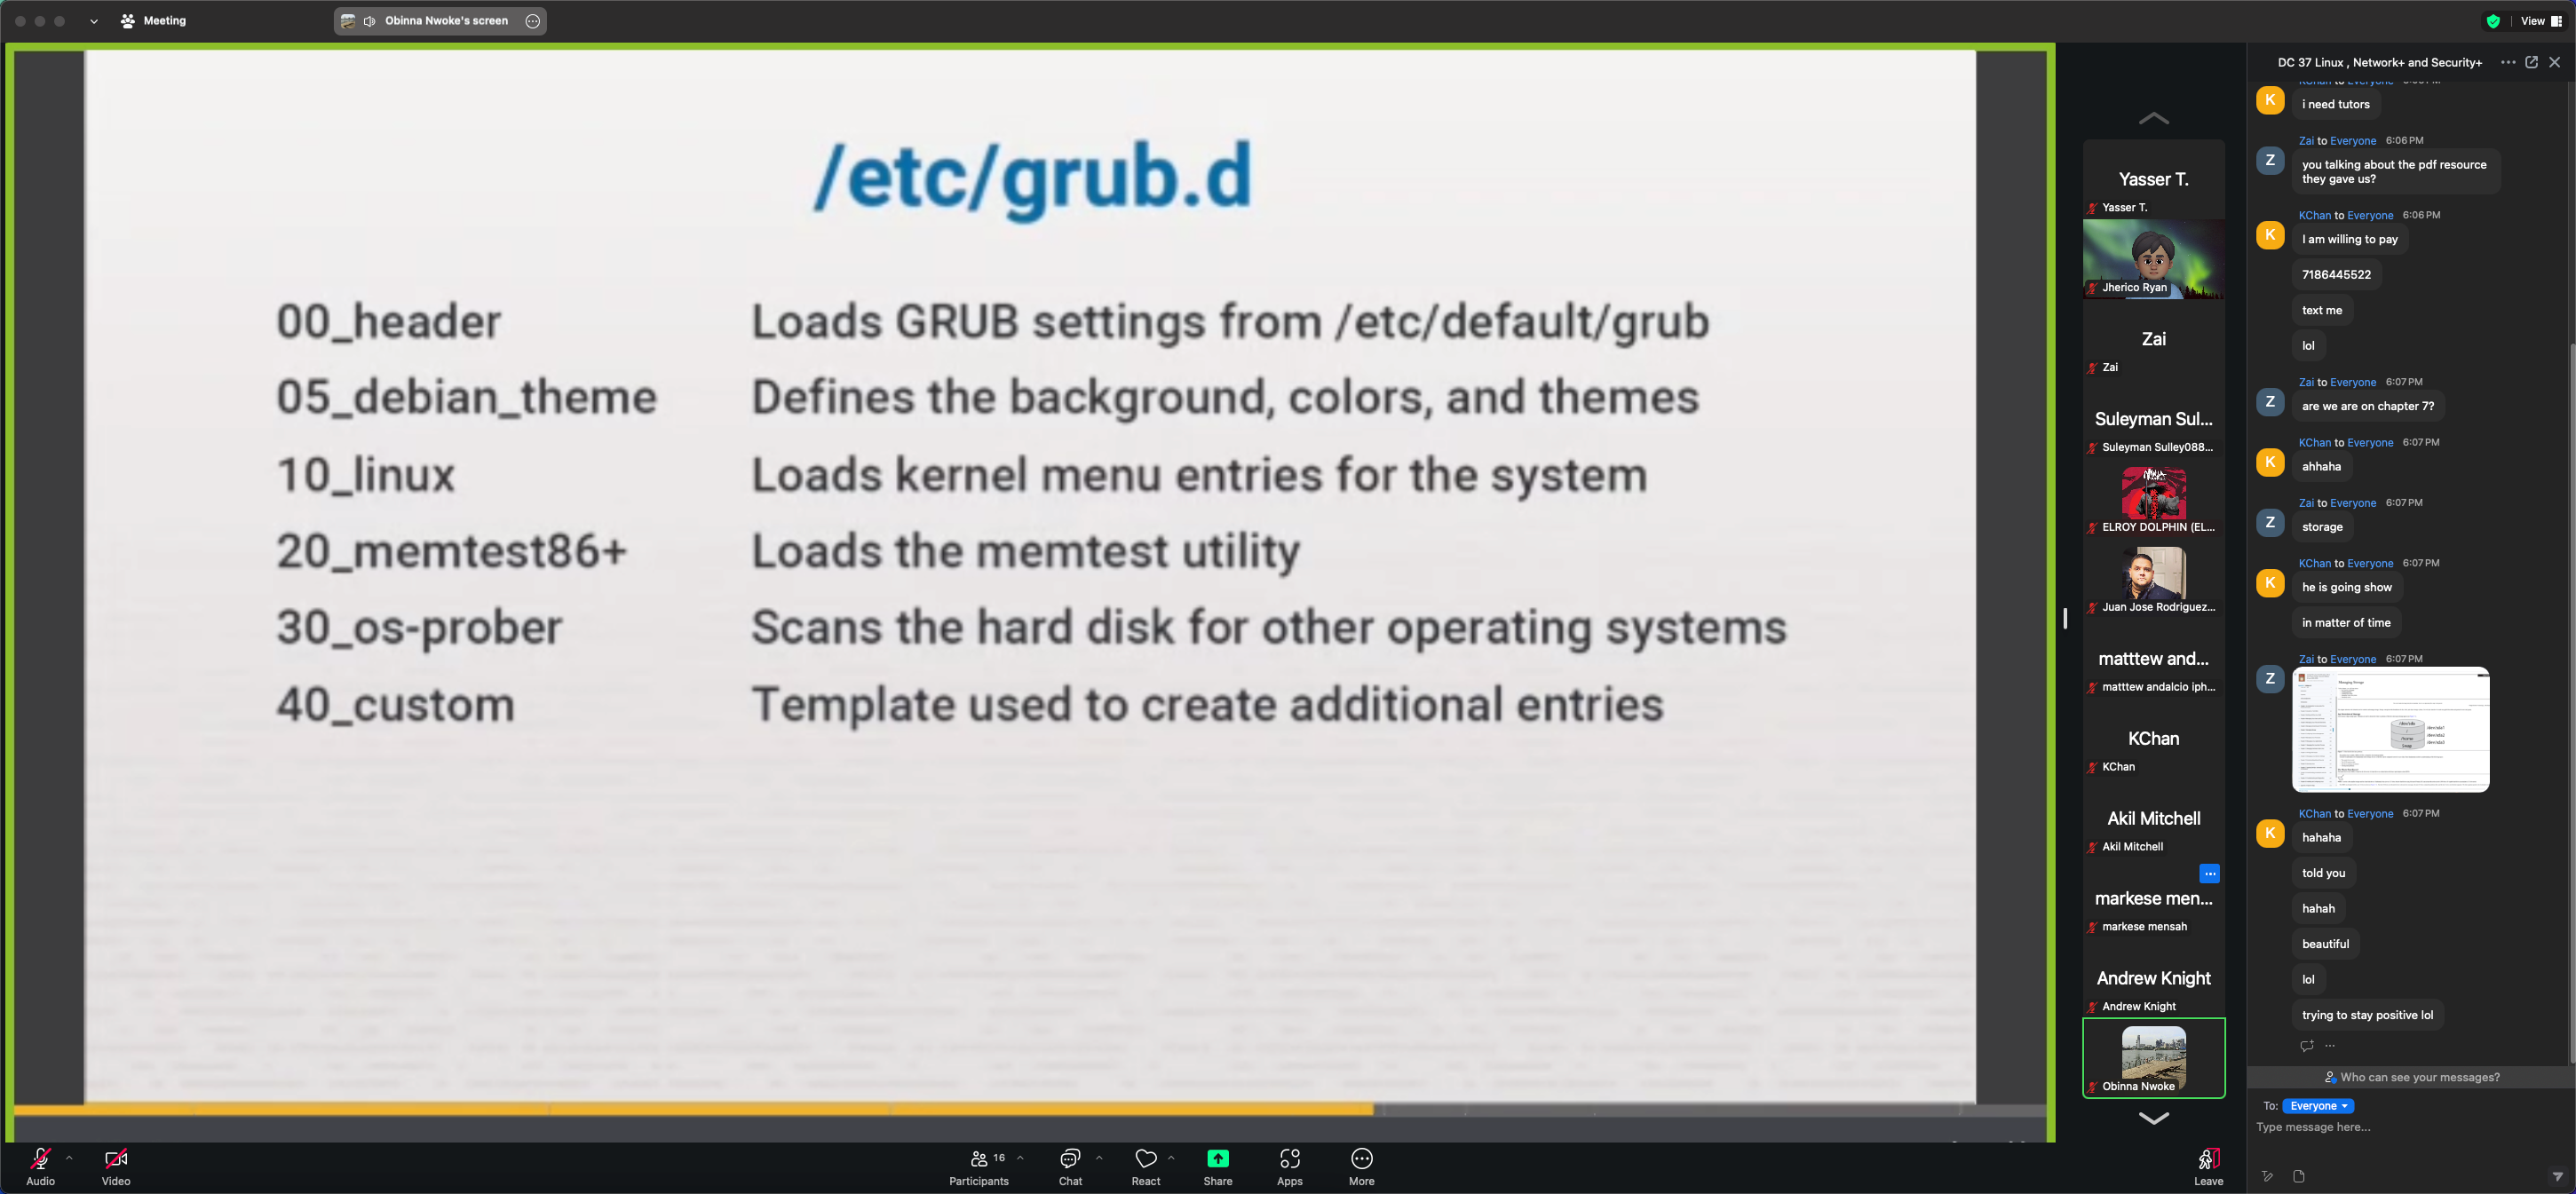 Meeting
Obinna Nwoke's screen
View
/etc/grub.d
00_header Loads GRUB settings from /etc/default/grub
05_debian_theme Defines the background, colors, and themes
10_linux Loads kernel menu entries for the system
20_memtest86+ Loads the memtest utility
30_os-prober Scans the hard disk for other operating systems
40_custom Template used to create additional entries
Yasser T.
Yasser T.
Jherico Ryan
Zai
Zai
Suleyman Sul...
Suleyman Sulley088...
ELROY DOLPHIN (EL...
Juan Jose Rodriguez...
matttew and...
matttew andalcio iph...
KChan
KChan
Akil Mitchell
Akil Mitchell
markese men...
markese mensah
Andrew Knight
Andrew Knight
Obinna Nwoke
DC 37 Linux , Network+ and Security+
KChan to Everyone
K
i need tutors
Zai to Everyone 6:06 PM
Z
you talking about the pdf resource
they gave us?
KChan to Everyone 6:06 PM
K
I am willing to pay
7186445522
text me
lol
Zai to Everyone 6:07 PM
Z
are we are on chapter 7?
KChan to Everyone 6:07 PM
K
ahhaha
Zai to Everyone 6:07 PM
Z
storage
KChan to Everyone 6:07 PM
K
he is going show
in matter of time
Zai to Everyone 6:07 PM
Z
KChan to Everyone 6:07 PM
K
hahaha
told you
hahah
beautiful
lol
trying to stay positive lol
Who can see your messages?
To: Everyone
Type message here...
Audio
Video
16
Participants
Chat
React
Share
Apps
More
Leave